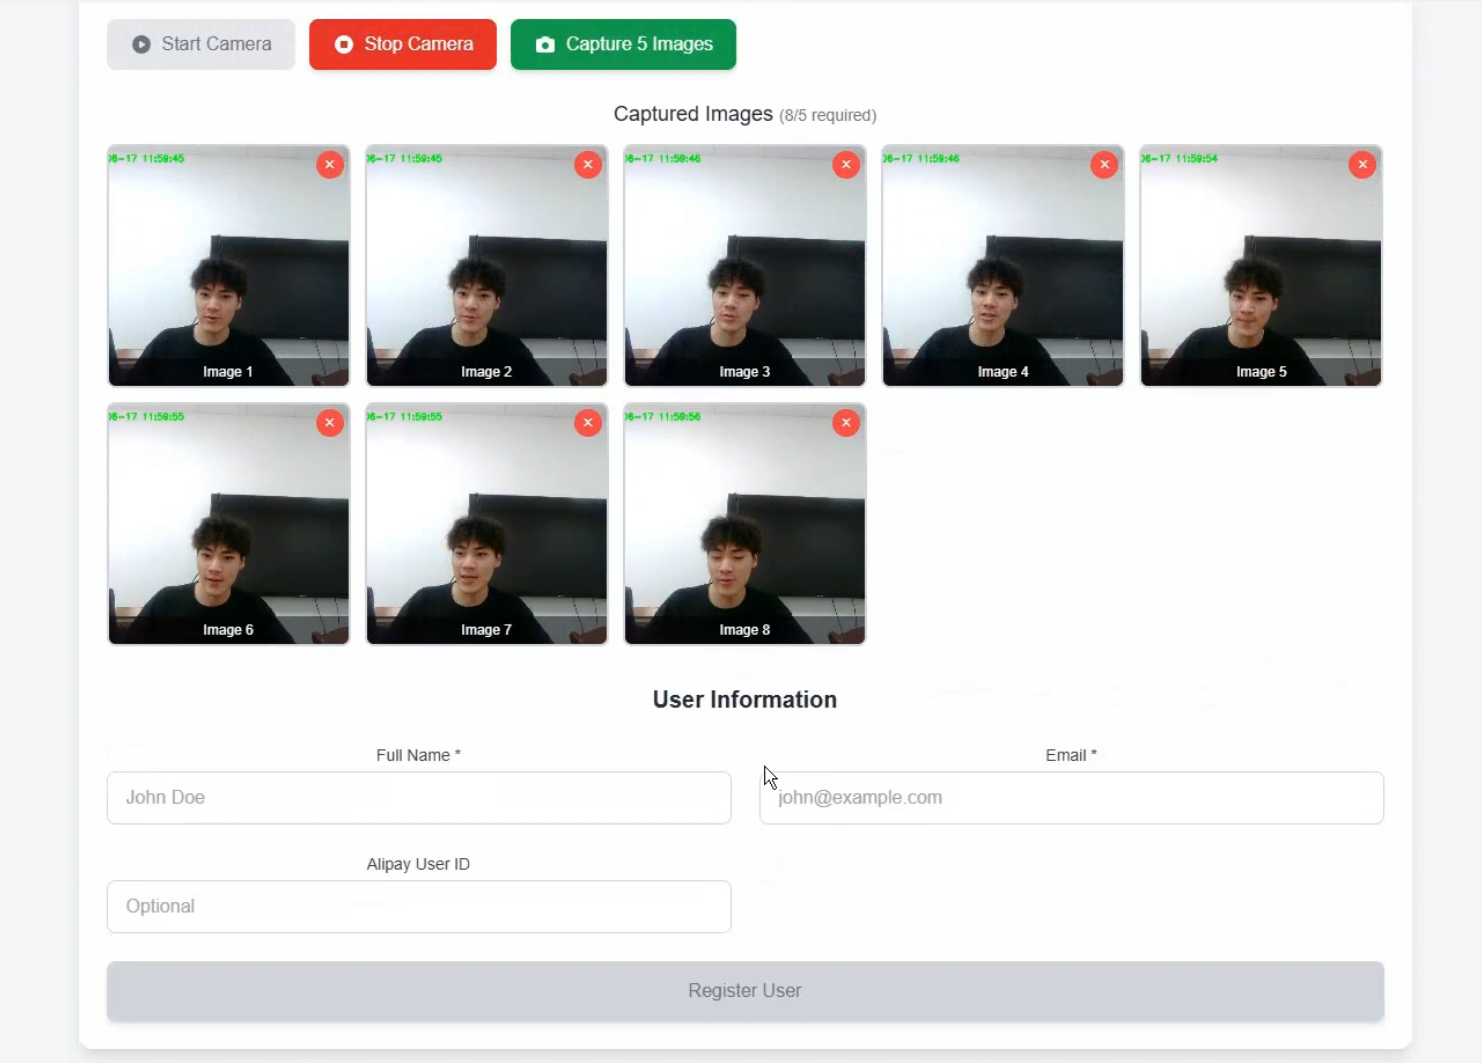 Start Camera
Stop Camera
Capture 5 Images
Captured Images (8/5 required)
06-17 11:59:45
06-17 11:59:45
06-17 11:59:46
06-17 11:59:46
06-17 11:59:54
Image 1
Image 2
Image 3
Image 4
Image 5
06-17 11:59:55
06-17 11:59:55
06-17 11:59:56
Image 6
Image 7
Image 8
User Information
Full Name *
Email *
John Doe
john@example.com
Alipay User ID
Optional
Register User